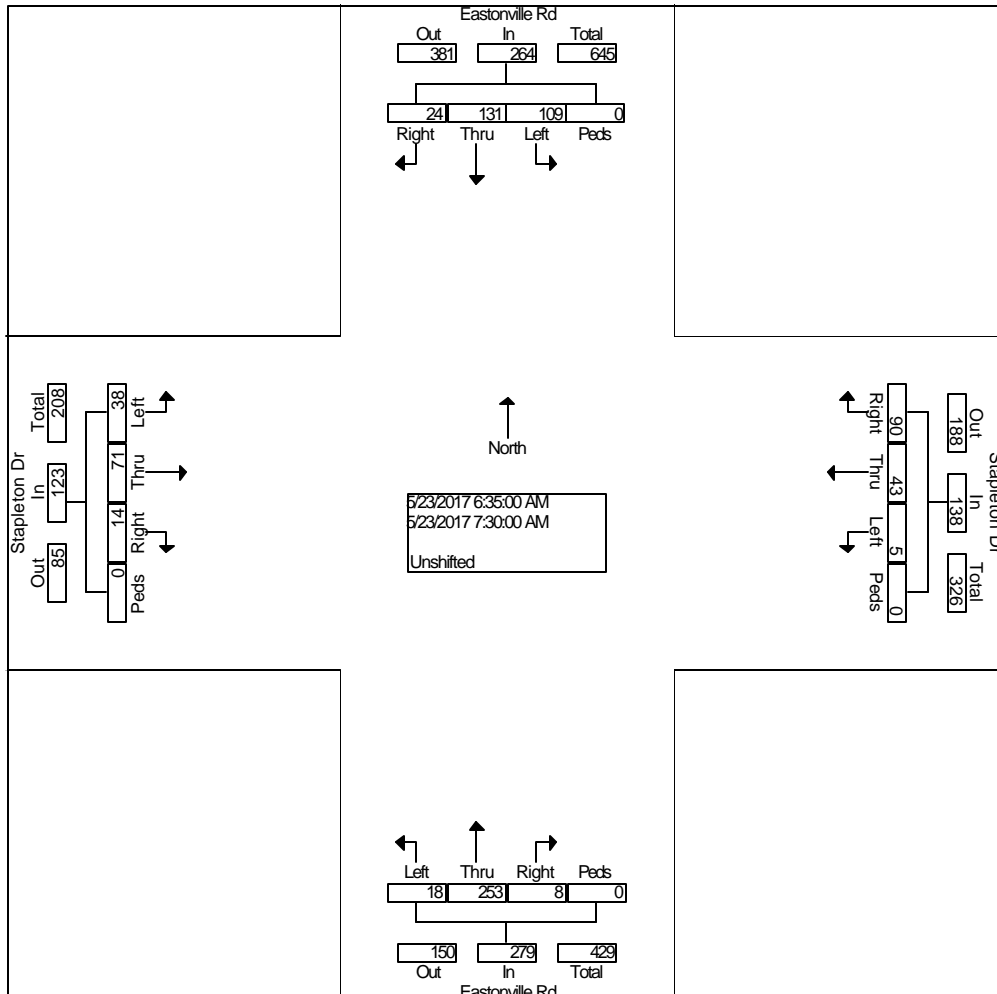 Eastonville Rd
Out In Total
381 264 645
24 131 109 0
Right Thru Left Peds
Stapleton Dr
Total In Out
208 123 85
38 71 14 0
Left Thru Right Peds
North
5/23/2017 6:35:00 AM
5/23/2017 7:30:00 AM
Unshifted
Right Thru Left Peds
90 43 5 0
Out In Total
188 138 326
Stapleton Dr
Left Thru Right Peds
18 253 8 0
150 279 429
Out In Total
Eastonville Rd